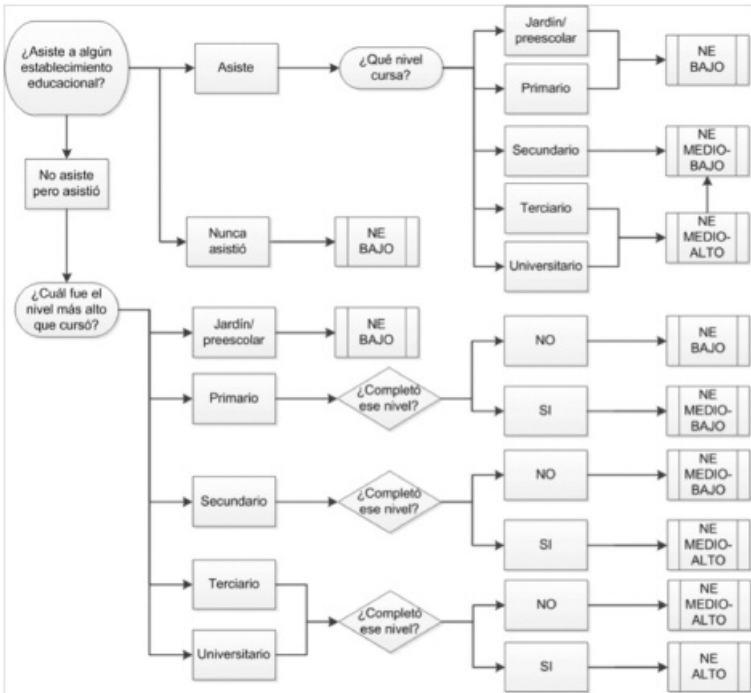 ¿Asiste a algún
establecimiento
educacional?
Asiste
¿Qué nivel
cursa?
Jardín/
preescolar
Primario
NE
BAJO
Secundario
NE
MEDIO-
BAJO
Terciario
Universitario
NE
MEDIO-
ALTO
No asiste
pero asistió
Nunca
asistió
NE
BAJO
¿Cuál fue el
nivel más alto
que cursó?
Jardín/
preescolar
NE
BAJO
Primario
¿Completó
ese nivel?
NO
NE
BAJO
SI
NE
MEDIO-
BAJO
Secundario
¿Completó
ese nivel?
NO
NE
MEDIO-
BAJO
SI
NE
MEDIO-
ALTO
Terciario
Universitario
¿Completó
ese nivel?
NO
NE
MEDIO-
ALTO
SI
NE
ALTO